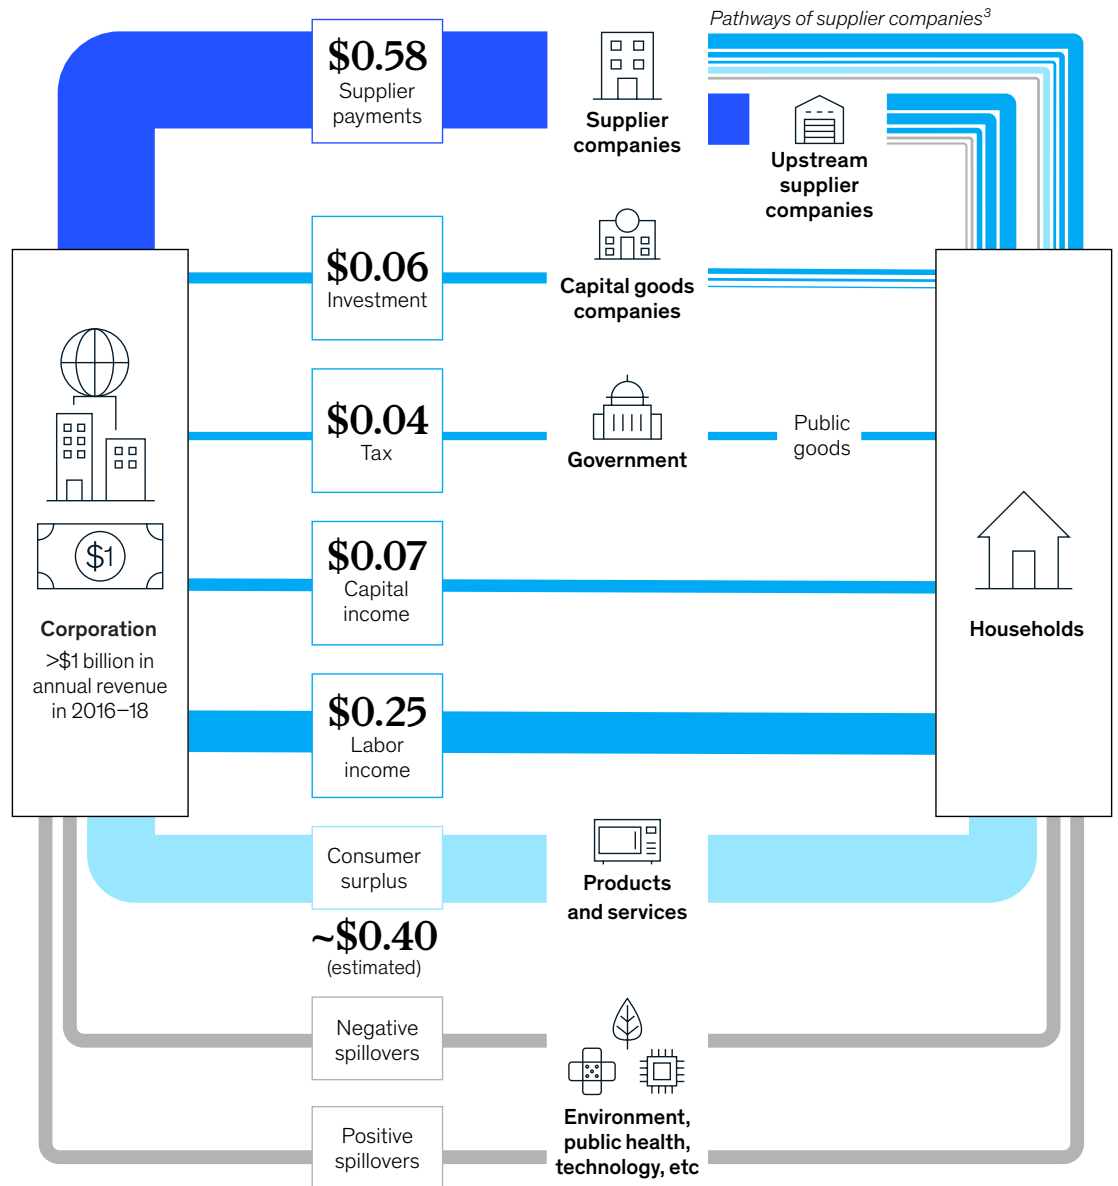 Pathways of supplier companies³
$0.58
Supplier
payments
Supplier
companies
Upstream
supplier
companies
$0.06
Investment
Capital goods
companies
$0.04
Tax
Government
Public
goods
$1
Corporation
>$1 billion in
annual revenue
in 2016–18
$0.07
Capital
income
Households
$0.25
Labor
income
Consumer
surplus
~$0.40
(estimated)
Products
and services
Negative
spillovers
Positive
spillovers
Environment,
public health,
technology, etc